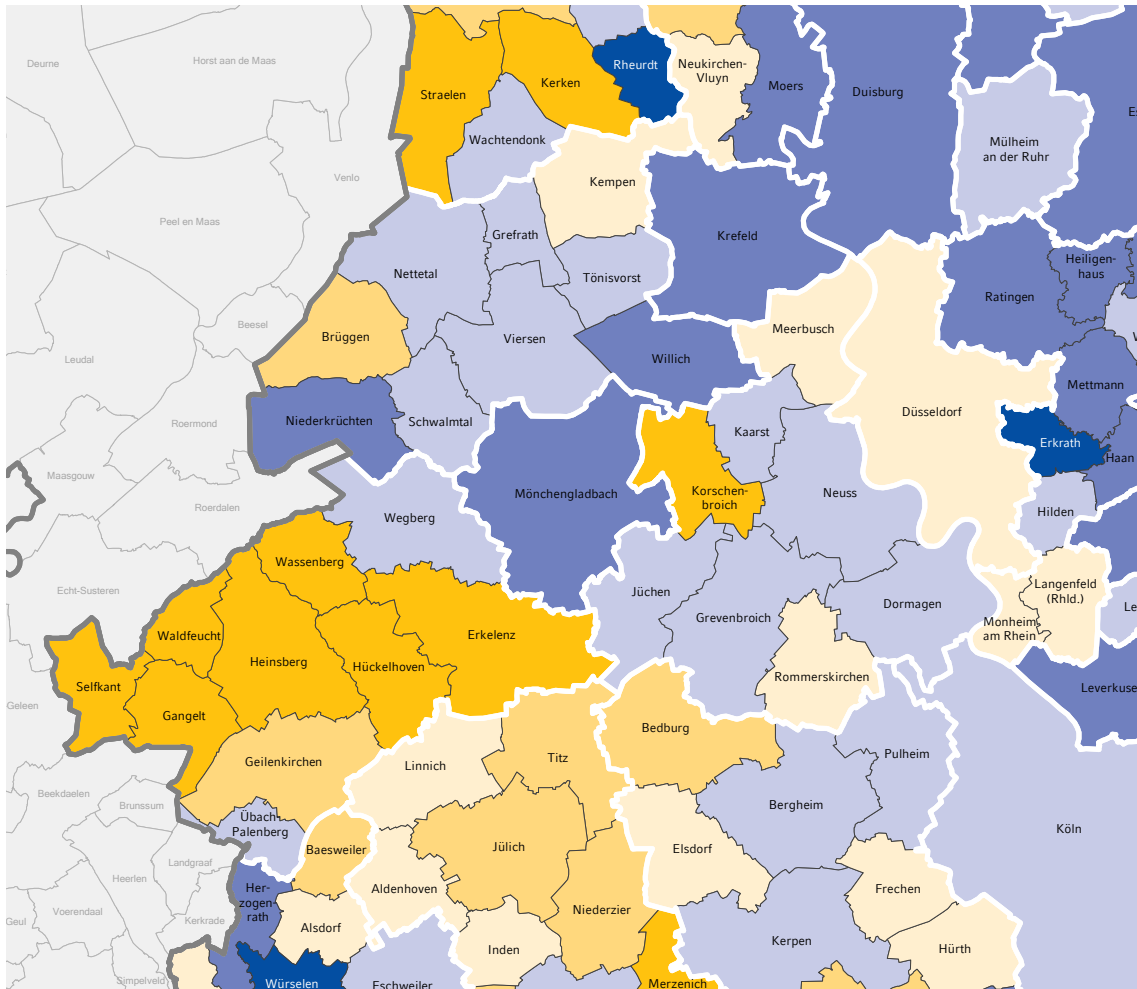 Deurne
Horst aan de Maas
Straelen
Kerken
Rheurdt
Neukirchen-
Vluyn
Moers
Duisburg
Wachtendonk
Mülheim
an der Ruhr
Venlo
Kempen
Peel en Maas
Grefrath
Krefeld
Nettetal
Tönisvorst
Heiligen-
haus
Ratingen
Beesel
Brüggen
Viersen
Meerbusch
Leudal
Willich
Mettmann
Roermond
Niederkrüchten
Schwalmtal
Kaarst
Düsseldorf
Erkrath
Haan
Maasgouw
Mönchengladbach
Korschen-
broich
Neuss
Roerdalen
Wegberg
Hilden
Wassenberg
Echt-Susteren
Jüchen
Dormagen
Langenfeld
(Rhld.)
Le
Waldfeucht
Erkelenz
Grevenbroich
Monheim
am Rhein
Heinsberg
Hückelhoven
Rommerskirchen
Selfkant
Leverkuse
Geleen
Gangelt
Bedburg
Geilenkirchen
Linnich
Titz
Pulheim
Beekdaelen
Brunssum
Bergheim
Übach-
Palenberg
Köln
Baesweiler
Jülich
Elsdorf
Landgraaf
Heerlen
Her-
zogen-
rath
Aldenhoven
Frechen
Voerendaal
Geul
Kerkrade
Alsdorf
Niederzier
Kerpen
Inden
Hürth
Simpelveld
Würselen
Eschweiler
Merzenich